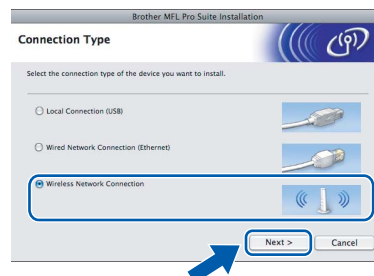 Brother MFL Pro Suite Installation
Connection Type
Select the connection type of the device you want to install.
Local Connection (USB)
Wired Network Connection (Ethernet)
Wireless Network Connection
Next >
Cancel